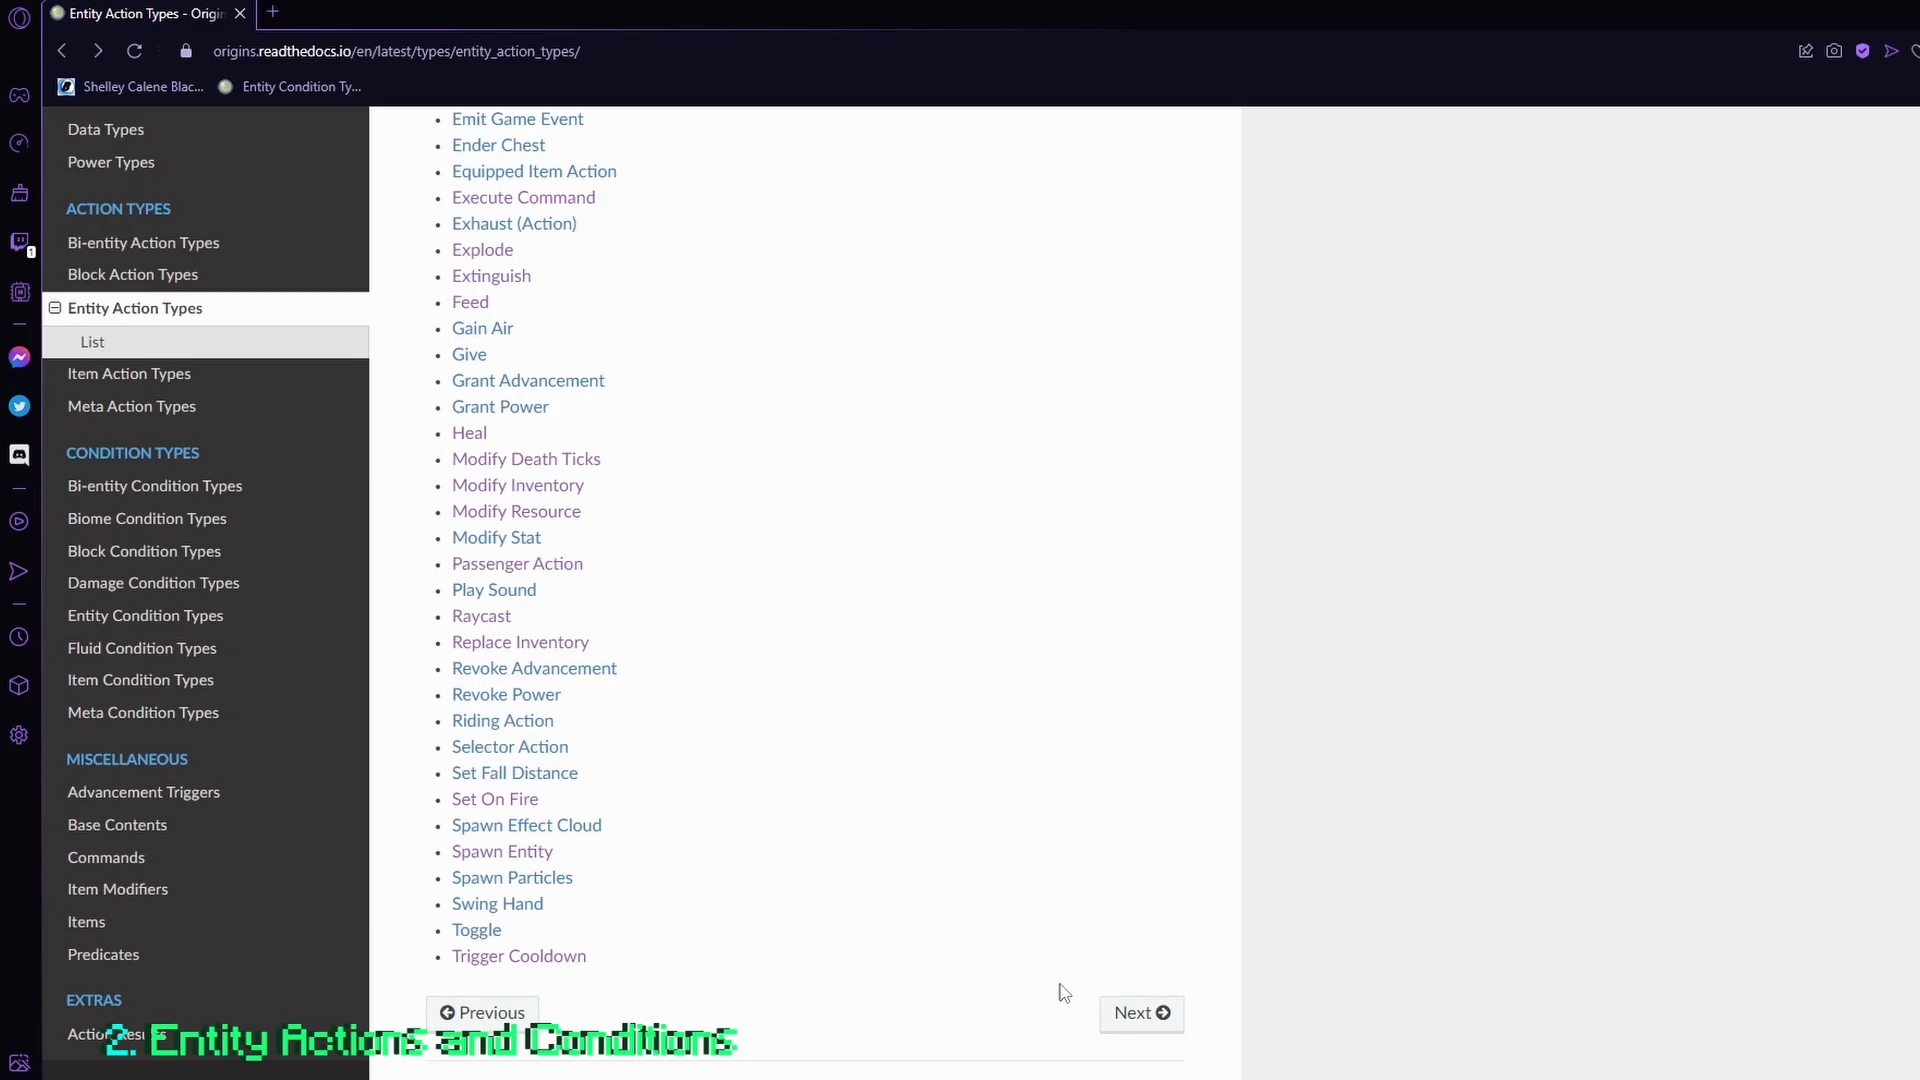 Entity Action Types - Origin
origins.readthedocs.io/en/latest/types/entity_action_types/
Shelley Calene Blac...
Entity Condition Ty...
1
Data Types
Power Types
ACTION TYPES
Bi-entity Action Types
Block Action Types
Entity Action Types
List
Item Action Types
Meta Action Types
CONDITION TYPES
Bi-entity Condition Types
Biome Condition Types
Block Condition Types
Damage Condition Types
Entity Condition Types
Fluid Condition Types
Item Condition Types
Meta Condition Types
MISCELLANEOUS
Advancement Triggers
Base Contents
Commands
Item Modifiers
Items
Predicates
EXTRAS
Emit Game Event
Ender Chest
Equipped Item Action
Execute Command
Exhaust (Action)
Explode
Extinguish
Feed
Gain Air
Give
Grant Advancement
Grant Power
Heal
Modify Death Ticks
Modify Inventory
Modify Resource
Modify Stat
Passenger Action
Play Sound
Raycast
Replace Inventory
Revoke Advancement
Revoke Power
Riding Action
Selector Action
Set Fall Distance
Set On Fire
Spawn Effect Cloud
Spawn Entity
Spawn Particles
Swing Hand
Toggle
Trigger Cooldown
Previous
Next
2. Entity Actions and Conditions